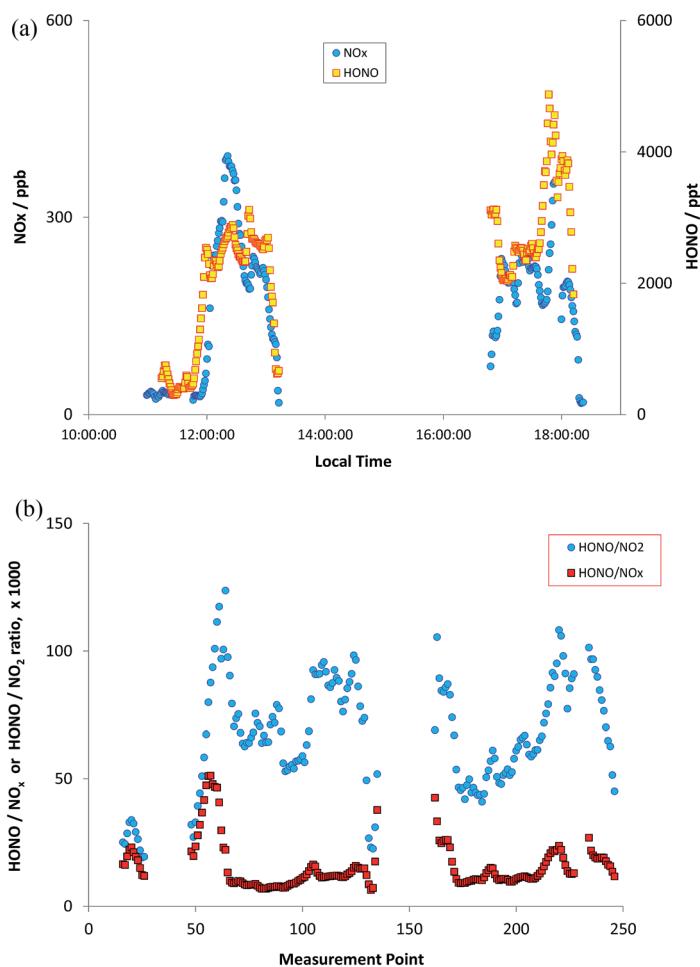 (a)
600
300
0
NOx / ppb
NOx
HONO
6000
4000
2000
0
HONO / ppt
10:00:00 12:00:00 14:00:00 16:00:00 18:00:00
Local Time
(b)
150
100
50
0
HONO / NOx or HONO / NO2 ratio, x 1000
HONO/NO2
HONO/NOx
0 50 100 150 200 250
Measurement Point